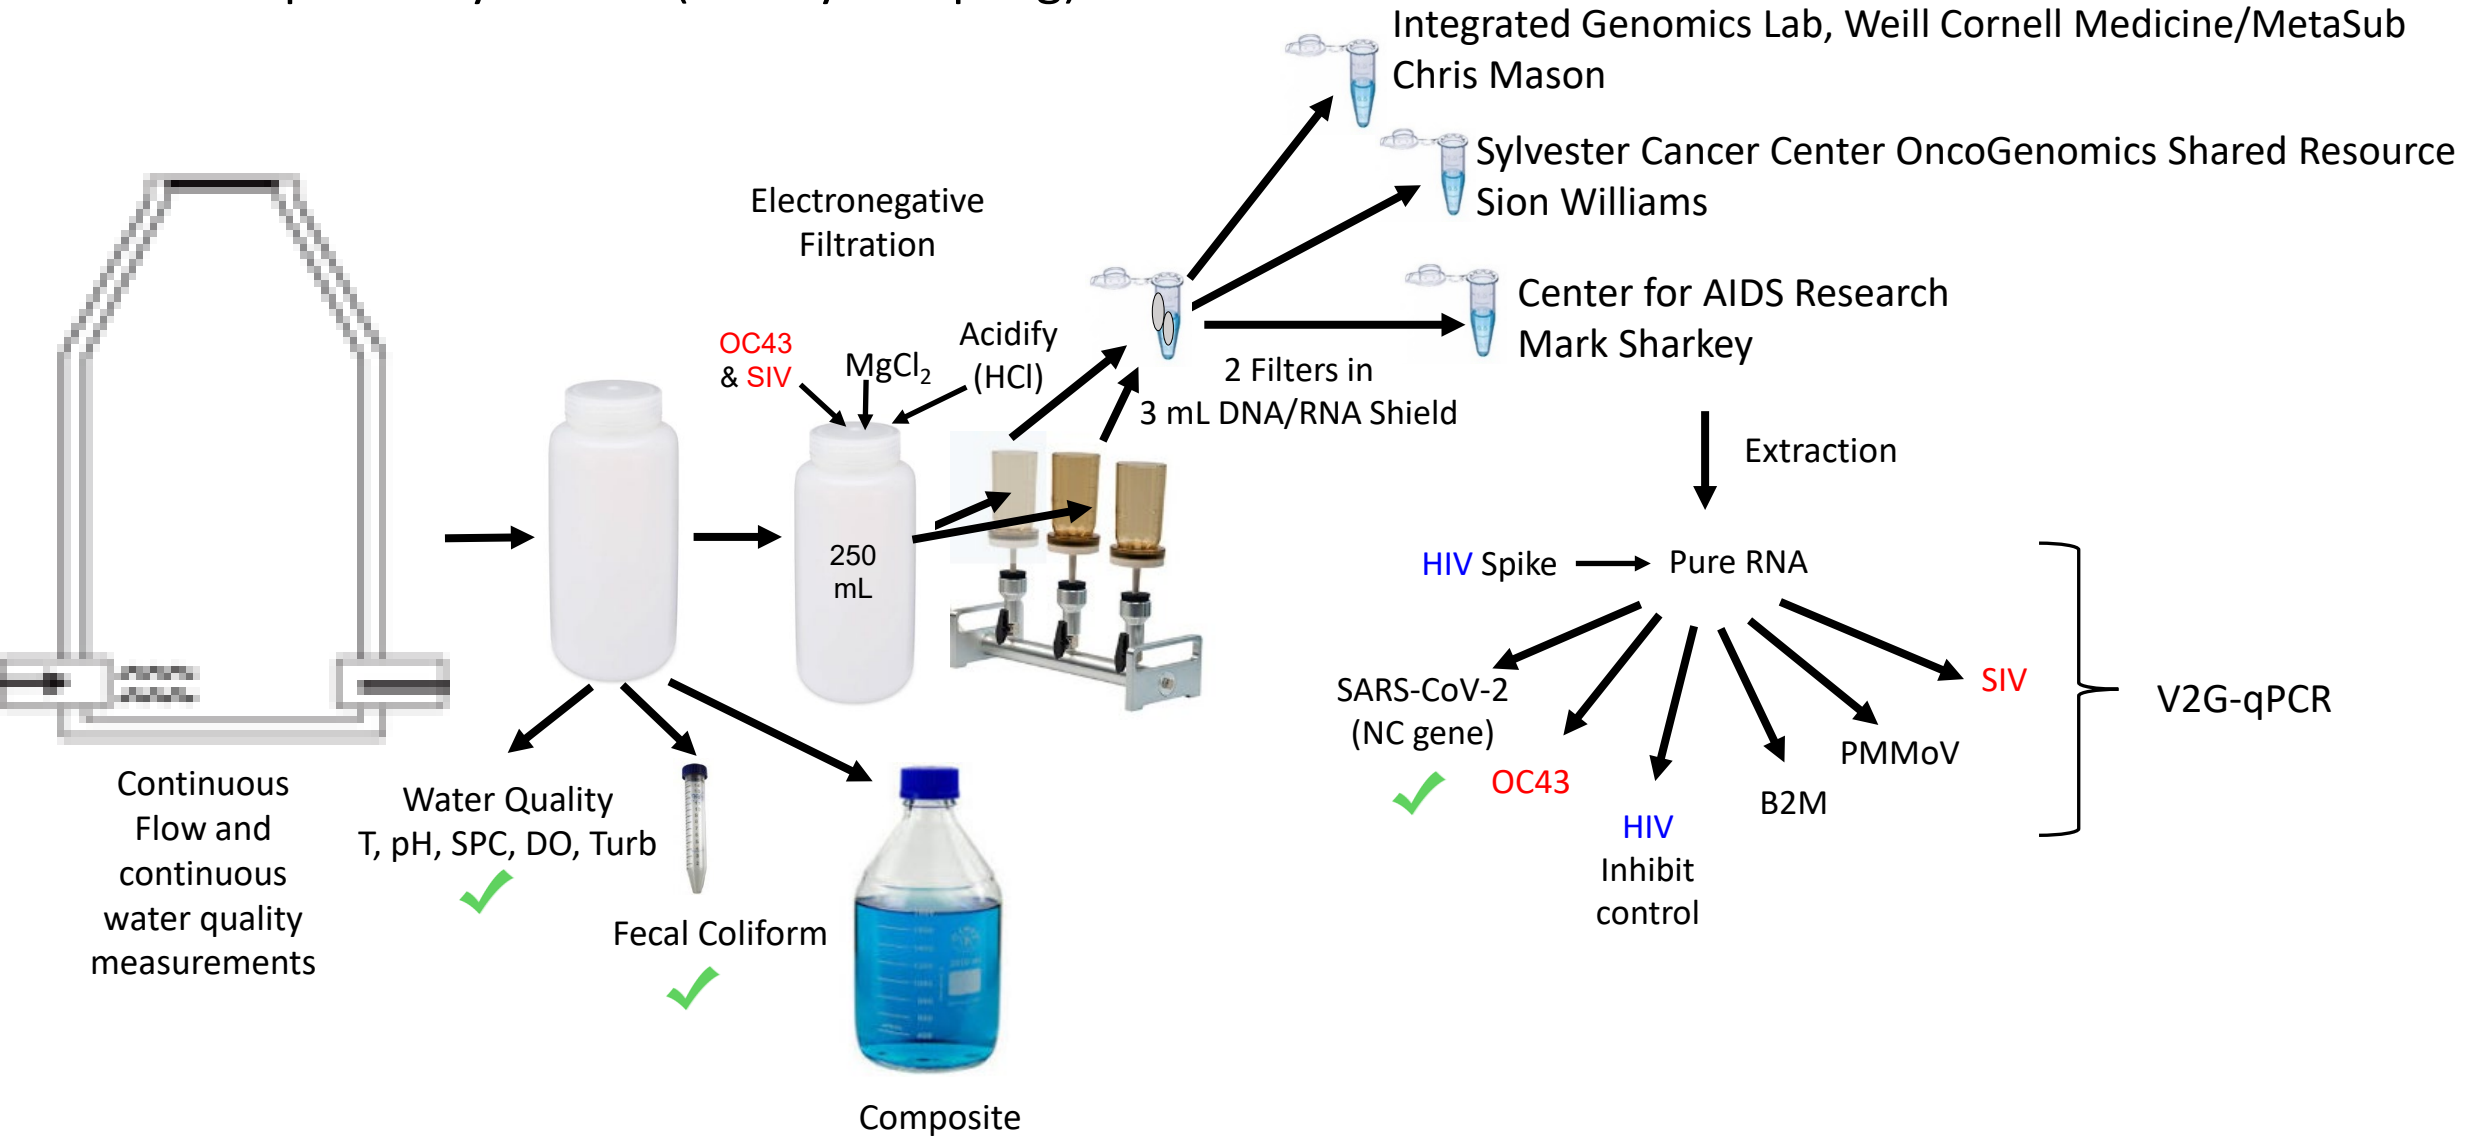 Integrated Genomics Lab, Weill Cornell Medicine/MetaSub
Chris Mason
Sylvester Cancer Center OncoGenomics Shared Resource
Sion Williams
Electronegative
Filtration
Center for AIDS Research
Mark Sharkey
OC43
& SIV
MgCl₂
Acidify
(HCl)
2 Filters in
3 mL DNA/RNA Shield
Extraction
250
mL
HIV Spike
Pure RNA
SARS-CoV-2
(NC gene)
OC43
HIV
Inhibit
control
B2M
PMMoV
SIV
V2G-qPCR
Continuous
Flow and
continuous
water quality
measurements
Water Quality
T, pH, SPC, DO, Turb
Fecal Coliform
Composite